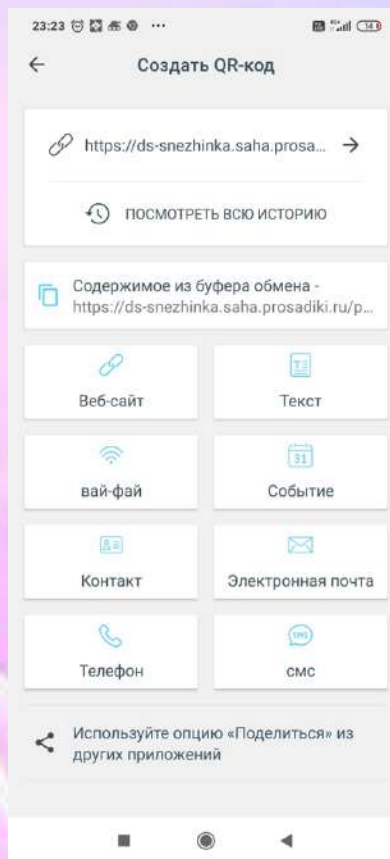 23:23
Создать QR-код
https://ds-snezhinka.saha.prosa...
ПОСМОТРЕТЬ ВСЮ ИСТОРИЮ
Содержимое из буфера обмена -
https://ds-snezhinka.saha.prosadiki.ru/p...
Веб-сайт
Текст
31
вай-фай
Событие
Контакт
Электронная почта
SMS
Телефон
смс
Используйте опцию «Поделиться» из
других приложений